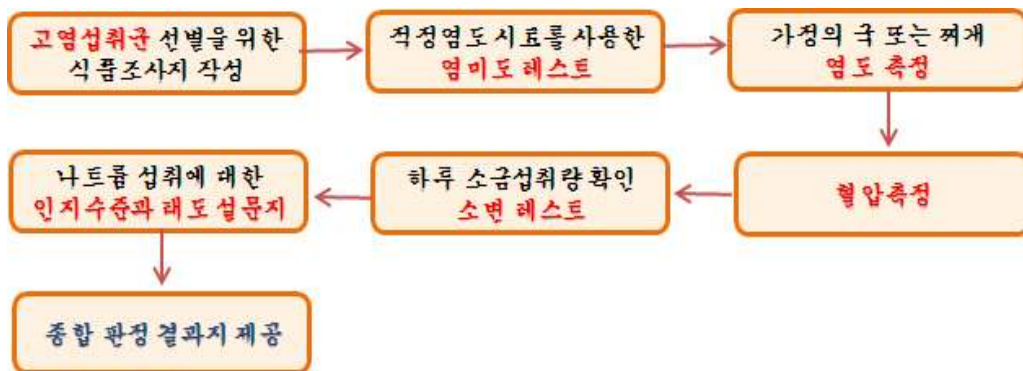 고염섭취군 선별을 위한
식품조사지 작성
적정염도시료를 사용한
염미도 테스트
가정의 국 또는 찌개
염도 측정
혈압측정
하루 소금섭취량 확인
소변 테스트
나트륨 섭취에 대한
인지수준과 태도 설문지
종합 판정 결과지 제공